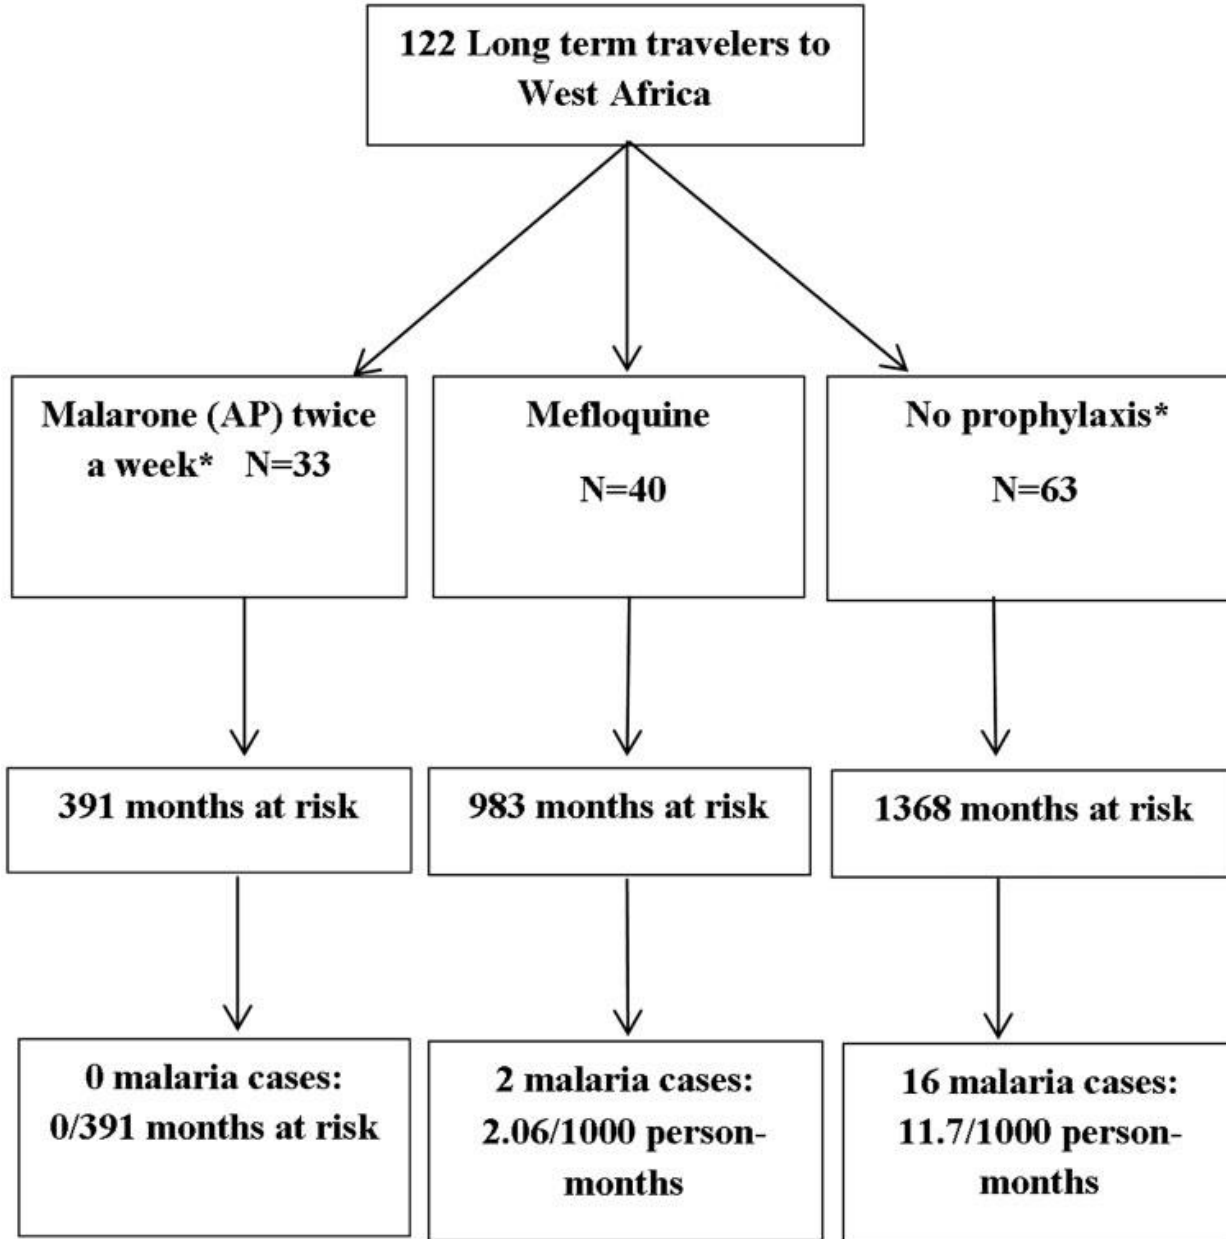 122 Long term travelers to
West Africa
Malarone (AP) twice
a week* N=33
Mefloquine
N=40
No prophylaxis*
N=63
391 months at risk
983 months at risk
1368 months at risk
0 malaria cases:
0/391 months at risk
2 malaria cases:
2.06/1000 person-
months
16 malaria cases:
11.7/1000 person-
months